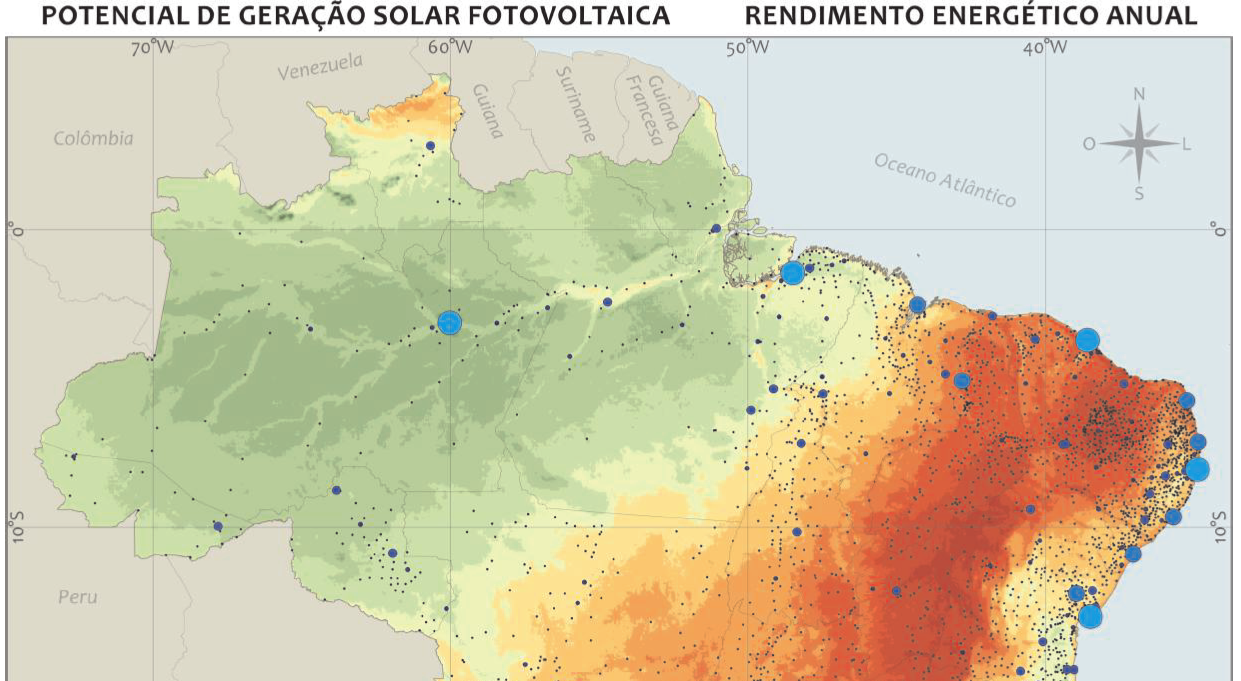 POTENCIAL DE GERAÇÃO SOLAR FOTOVOLTAICA
RENDIMENTO ENERGÉTICO ANUAL
70°W
60°W
50°W
40°W
Venezuela
Guiana
Suriname
Guiana
Francesa
Colômbia
N
O
L
S
Oceano Atlântico
0°
0°
10°S
10°S
Peru